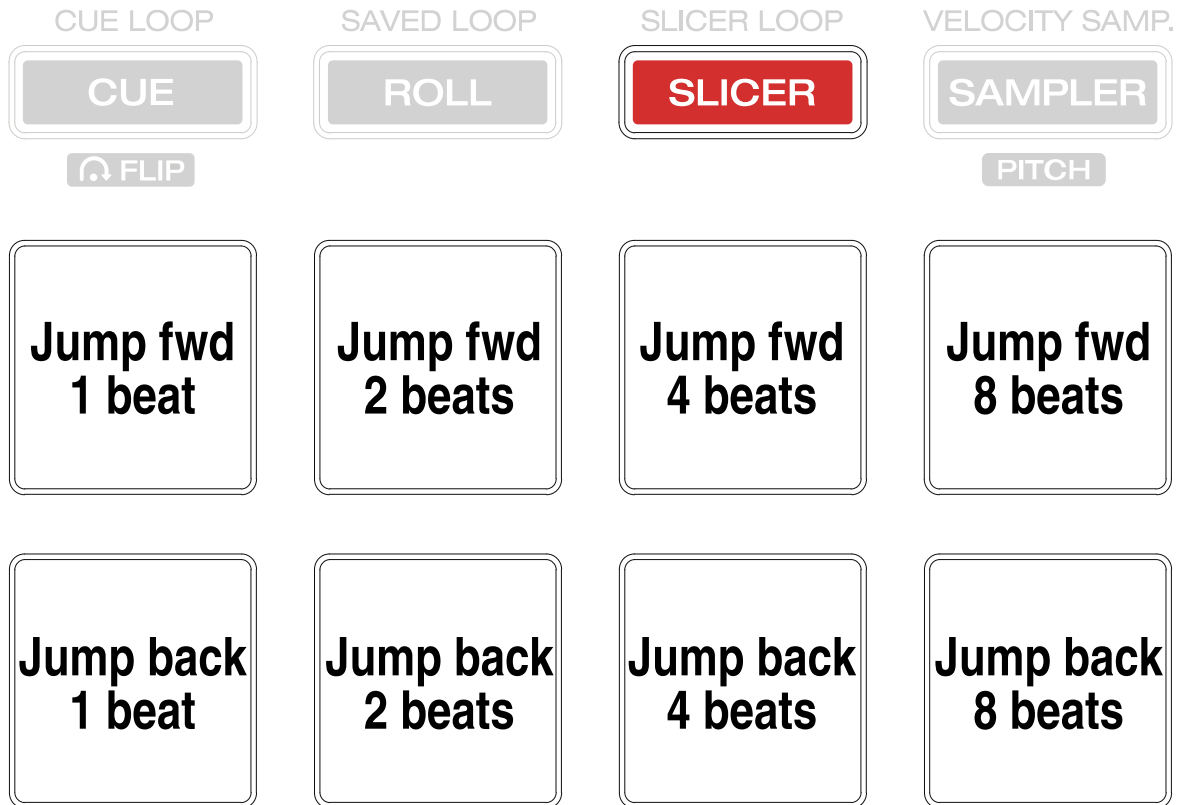 CUE LOOP SAVED LOOP SLICER LOOP VELOCITY SAMP.
CUE ROLL SLICER SAMPLER
FLIP PITCH
Jump fwd Jump fwd Jump fwd Jump fwd
1 beat 2 beats 4 beats 8 beats
Jump back Jump back Jump back Jump back
1 beat 2 beats 4 beats 8 beats